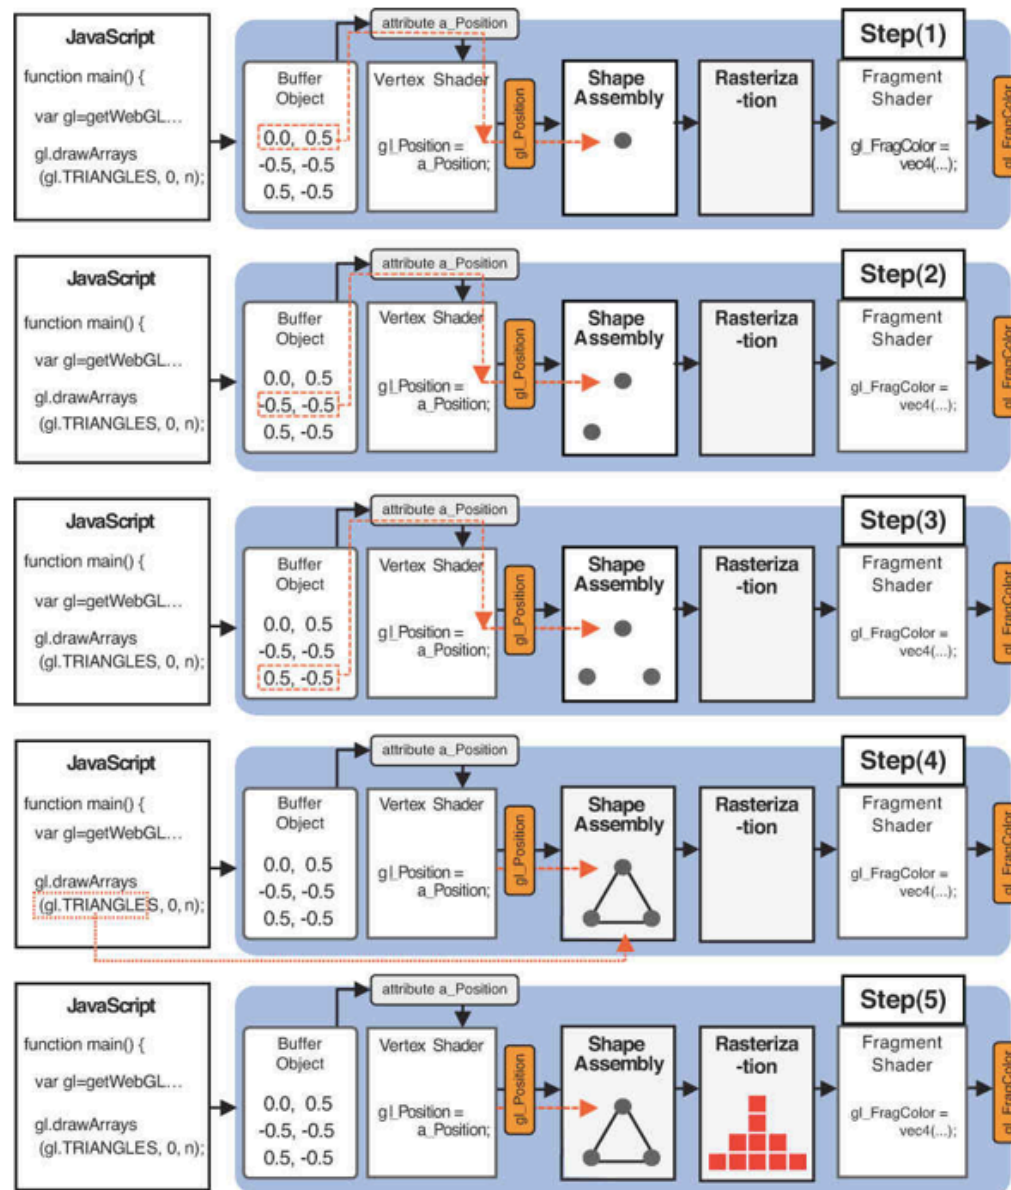 JavaScript
function main() {
var gl=getWebGL...
gl.drawArrays
(gl.TRIANGLES, 0, n);
attribute a_Position
Buffer
Object
0.0, 0.5
-0.5, -0.5
0.5, -0.5
Vertex Shader
gl_Position =
a_Position;
gl_Position
Shape
Assembly
Rasteriza
-tion
Step(1)
Fragment
Shader
gl_FragColor =
vec4(...);
gl_FragColor
JavaScript
function main() {
var gl=getWebGL...
gl.drawArrays
(gl.TRIANGLES, 0, n);
attribute a_Position
Buffer
Object
0.0, 0.5
-0.5, -0.5
0.5, -0.5
Vertex Shader
gl_Position =
a_Position;
gl_Position
Shape
Assembly
Rasteriza
-tion
Step(2)
Fragment
Shader
gl_FragColor =
vec4(...);
gl_FragColor
JavaScript
function main() {
var gl=getWebGL...
gl.drawArrays
(gl.TRIANGLES, 0, n);
attribute a_Position
Buffer
Object
0.0, 0.5
-0.5, -0.5
0.5, -0.5
Vertex Shader
gl_Position =
a_Position;
gl_Position
Shape
Assembly
Rasteriza
-tion
Step(3)
Fragment
Shader
gl_FragColor =
vec4(...);
gl_FragColor
JavaScript
function main() {
var gl=getWebGL...
gl.drawArrays
(gl.TRIANGLES, 0, n);
attribute a_Position
Buffer
Object
0.0, 0.5
-0.5, -0.5
0.5, -0.5
Vertex Shader
gl_Position =
a_Position;
gl_Position
Shape
Assembly
Rasteriza
-tion
Step(4)
Fragment
Shader
gl_FragColor =
vec4(...);
gl_FragColor
JavaScript
function main() {
var gl=getWebGL...
gl.drawArrays
(gl.TRIANGLES, 0, n);
attribute a_Position
Buffer
Object
0.0, 0.5
-0.5, -0.5
0.5, -0.5
Vertex Shader
gl_Position =
a_Position;
gl_Position
Shape
Assembly
Rasteriza
-tion
Step(5)
Fragment
Shader
gl_FragColor =
vec4(...);
gl_FragColor